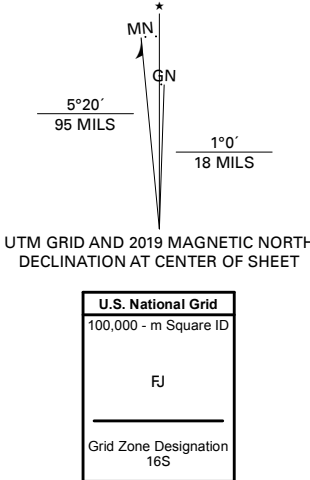 ★
MN
GN
5°20´
95 MILS
1°0´
18 MILS
UTM GRID AND 2019 MAGNETIC NORTH
DECLINATION AT CENTER OF SHEET
U.S. National Grid
100,000 - m Square ID
FJ
Grid Zone Designation
16S